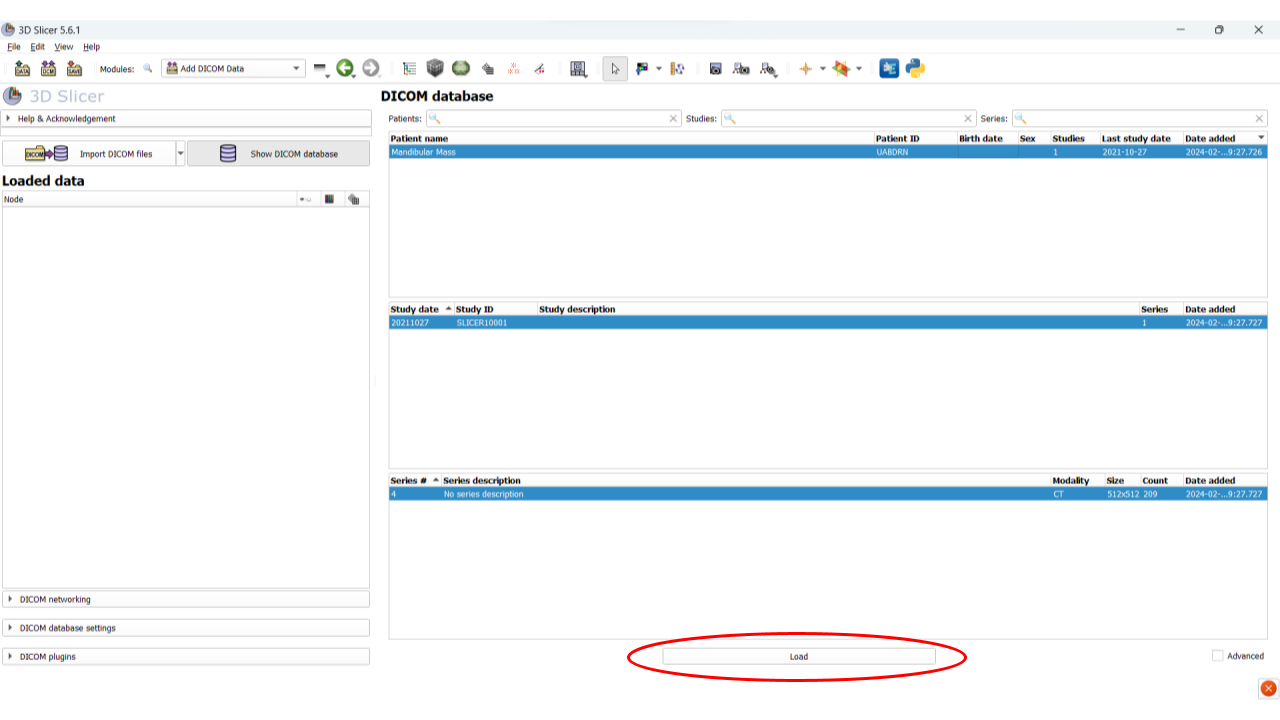 3D Slicer 5.6.1
File Edit View Help
DATA DCM SAVE Modules: Add DICOM Data
3D Slicer
Help & Acknowledgement
DICOM Import DICOM files Show DICOM database
Loaded data
Node
DICOM networking
DICOM database settings
DICOM plugins
DICOM database
Patients: Studies: Series:
Patient name Patient ID Birth date Sex Studies Last study date Date added
Mandibular Mass UABDRN 1 2021-10-27 2024-02-...9:27.726
Study date Study ID Study description Series Date added
20211027 SLICER10001 1 2024-02-...9:27.727
Series # Series description Modality Size Count Date added
4 No series description CT 512x512 209 2024-02-...9:27.727
Load Advanced